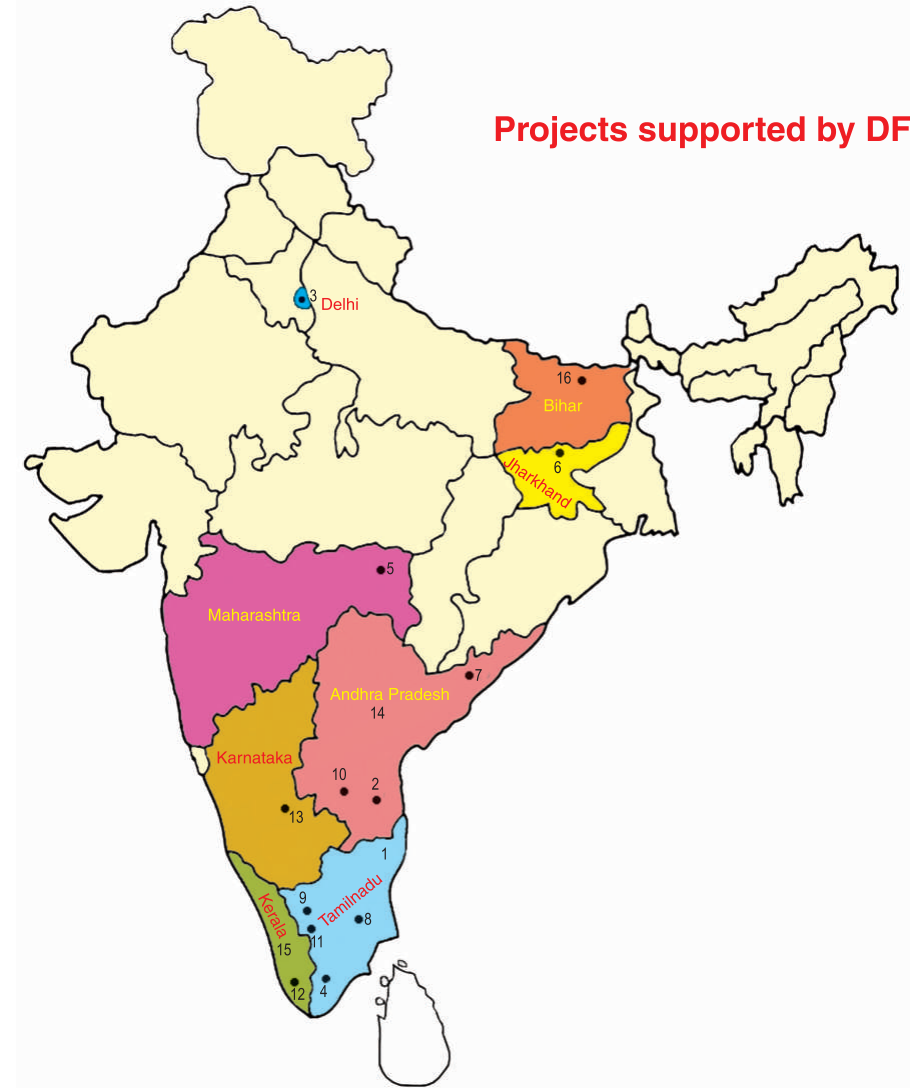 Projects supported by DF
3
Delhi
16
Bihar
6
Jharkhand
5
Maharashtra
7
Andhra Pradesh
14
Karnataka
10
2
13
1
9
Tamilnadu
Kerala
8
11
15
12
4